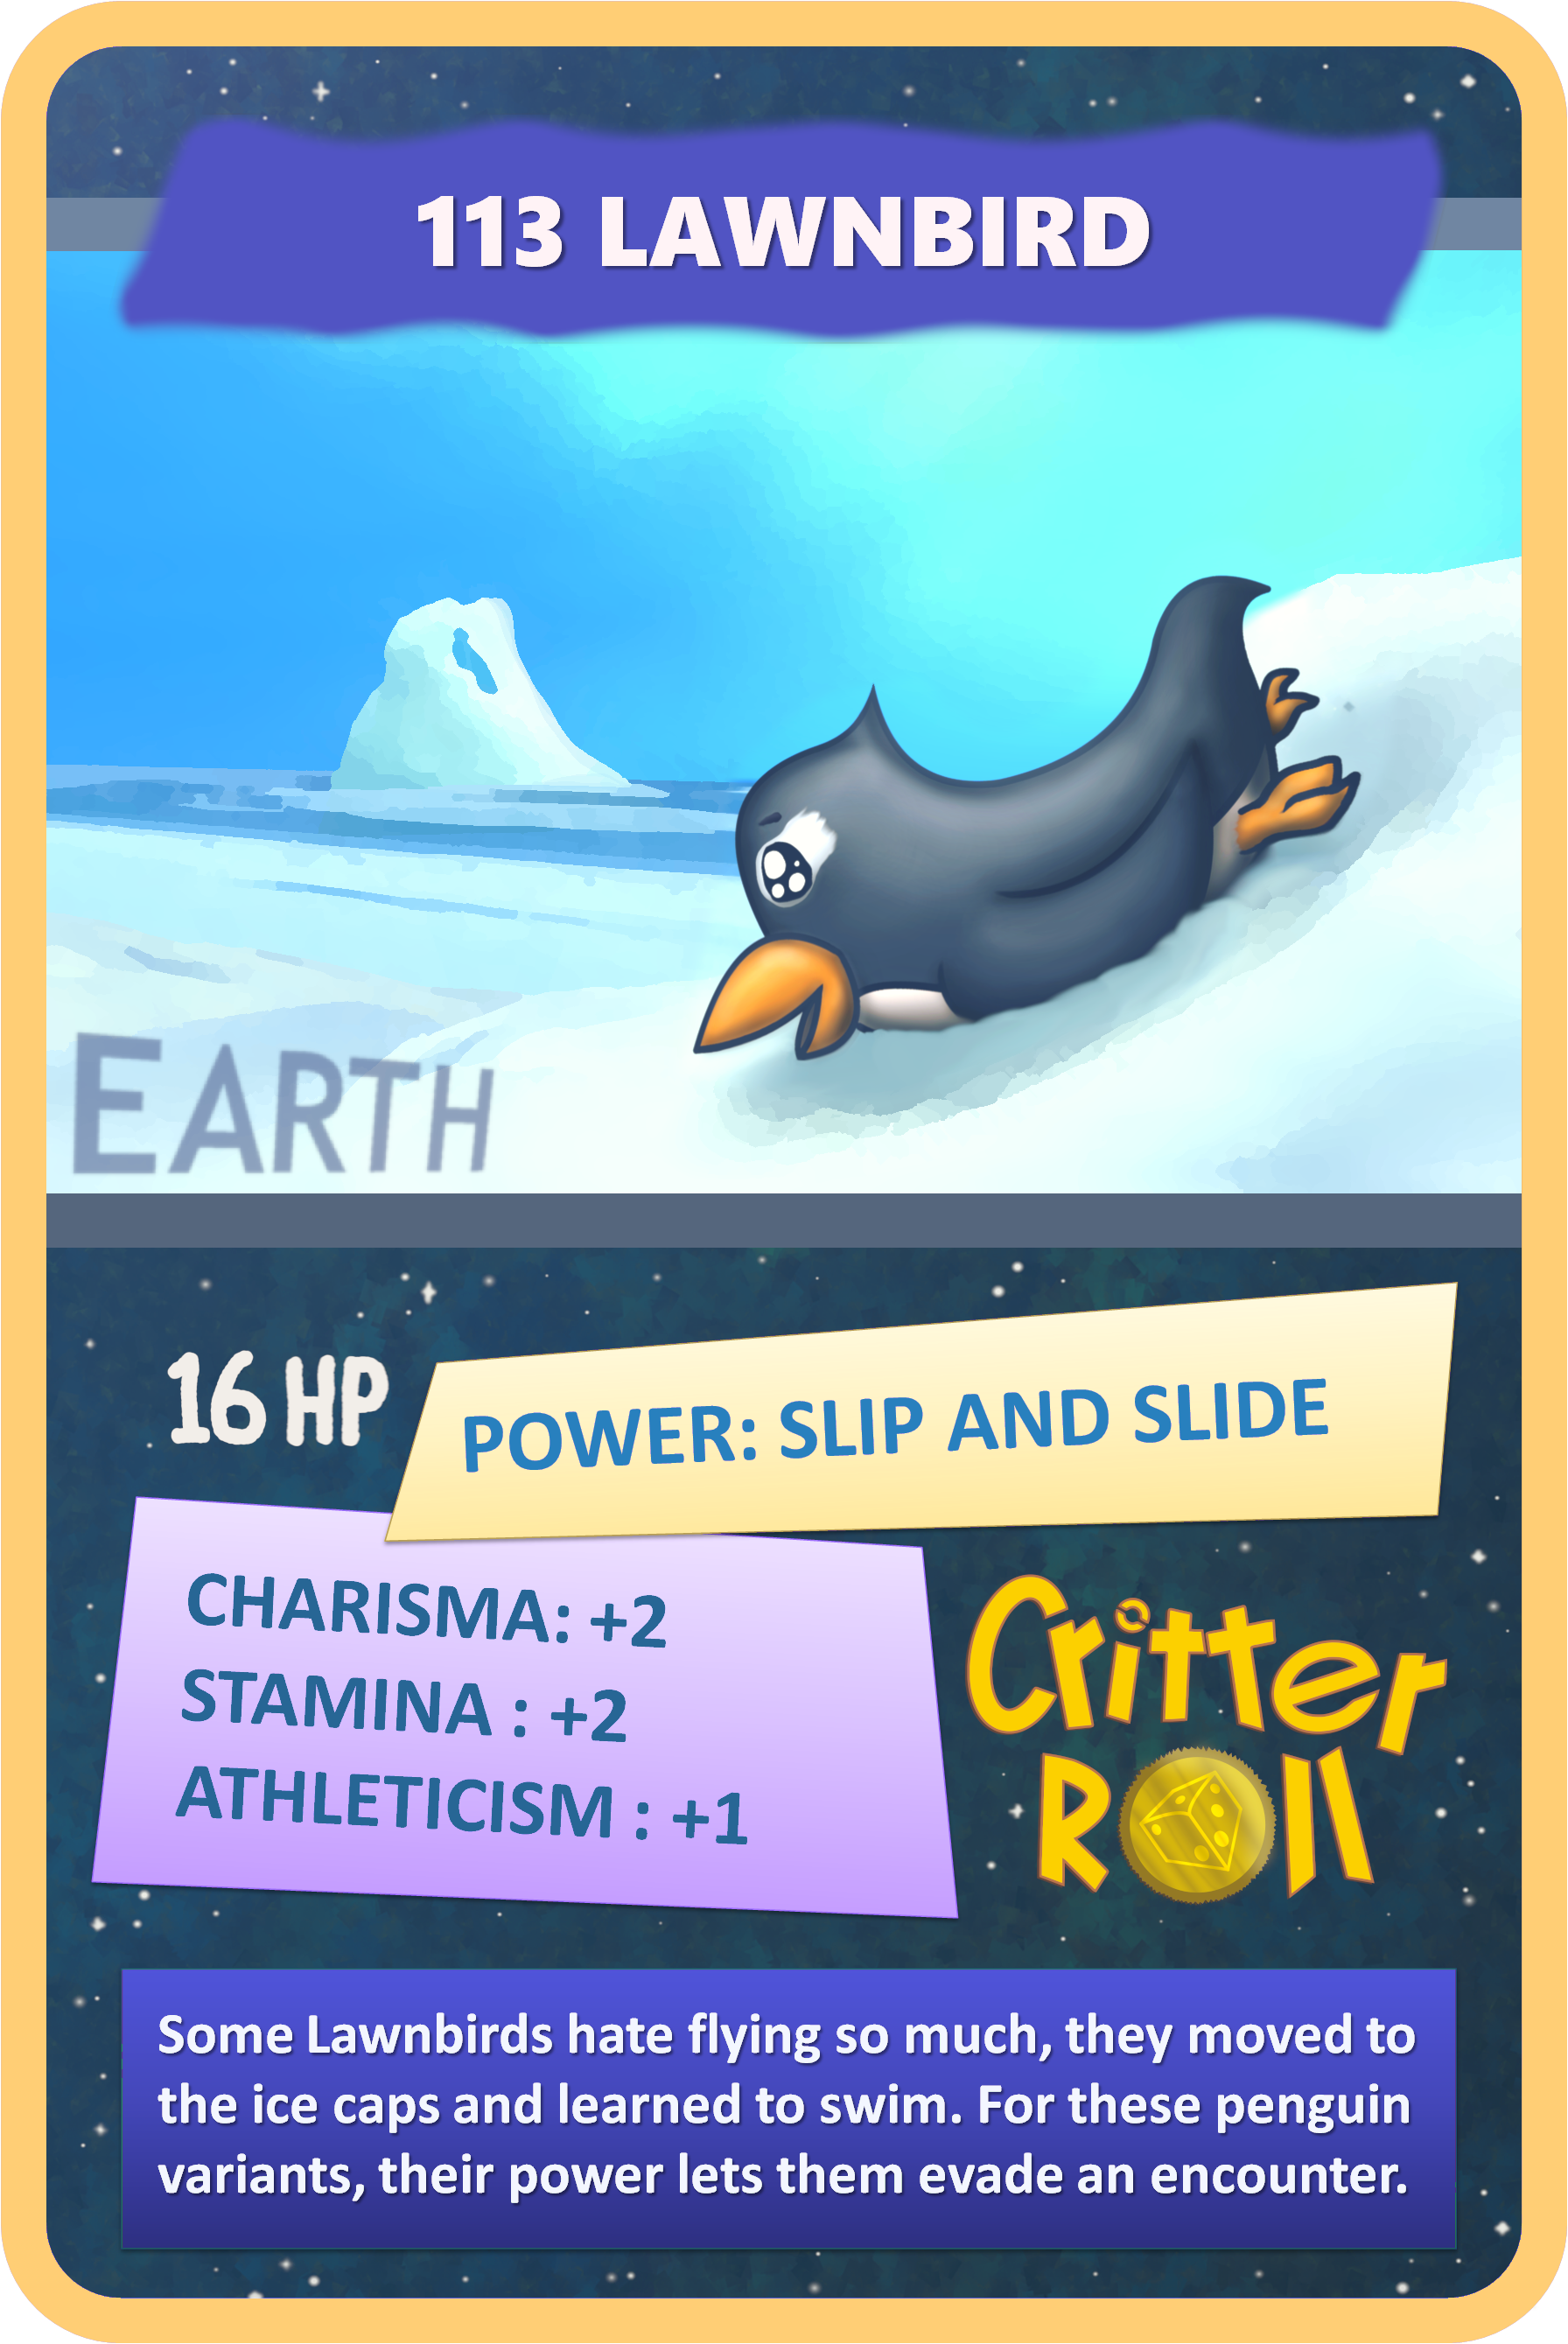 113 LAWNBIRD
EARTH
16 HP
POWER: SLIP AND SLIDE
CHARISMA: +2
STAMINA : +2
ATHLETICISM : +1
Critter
Roll
Some Lawnbirds hate flying so much, they moved to
the ice caps and learned to swim. For these penguin
variants, their power lets them evade an encounter.